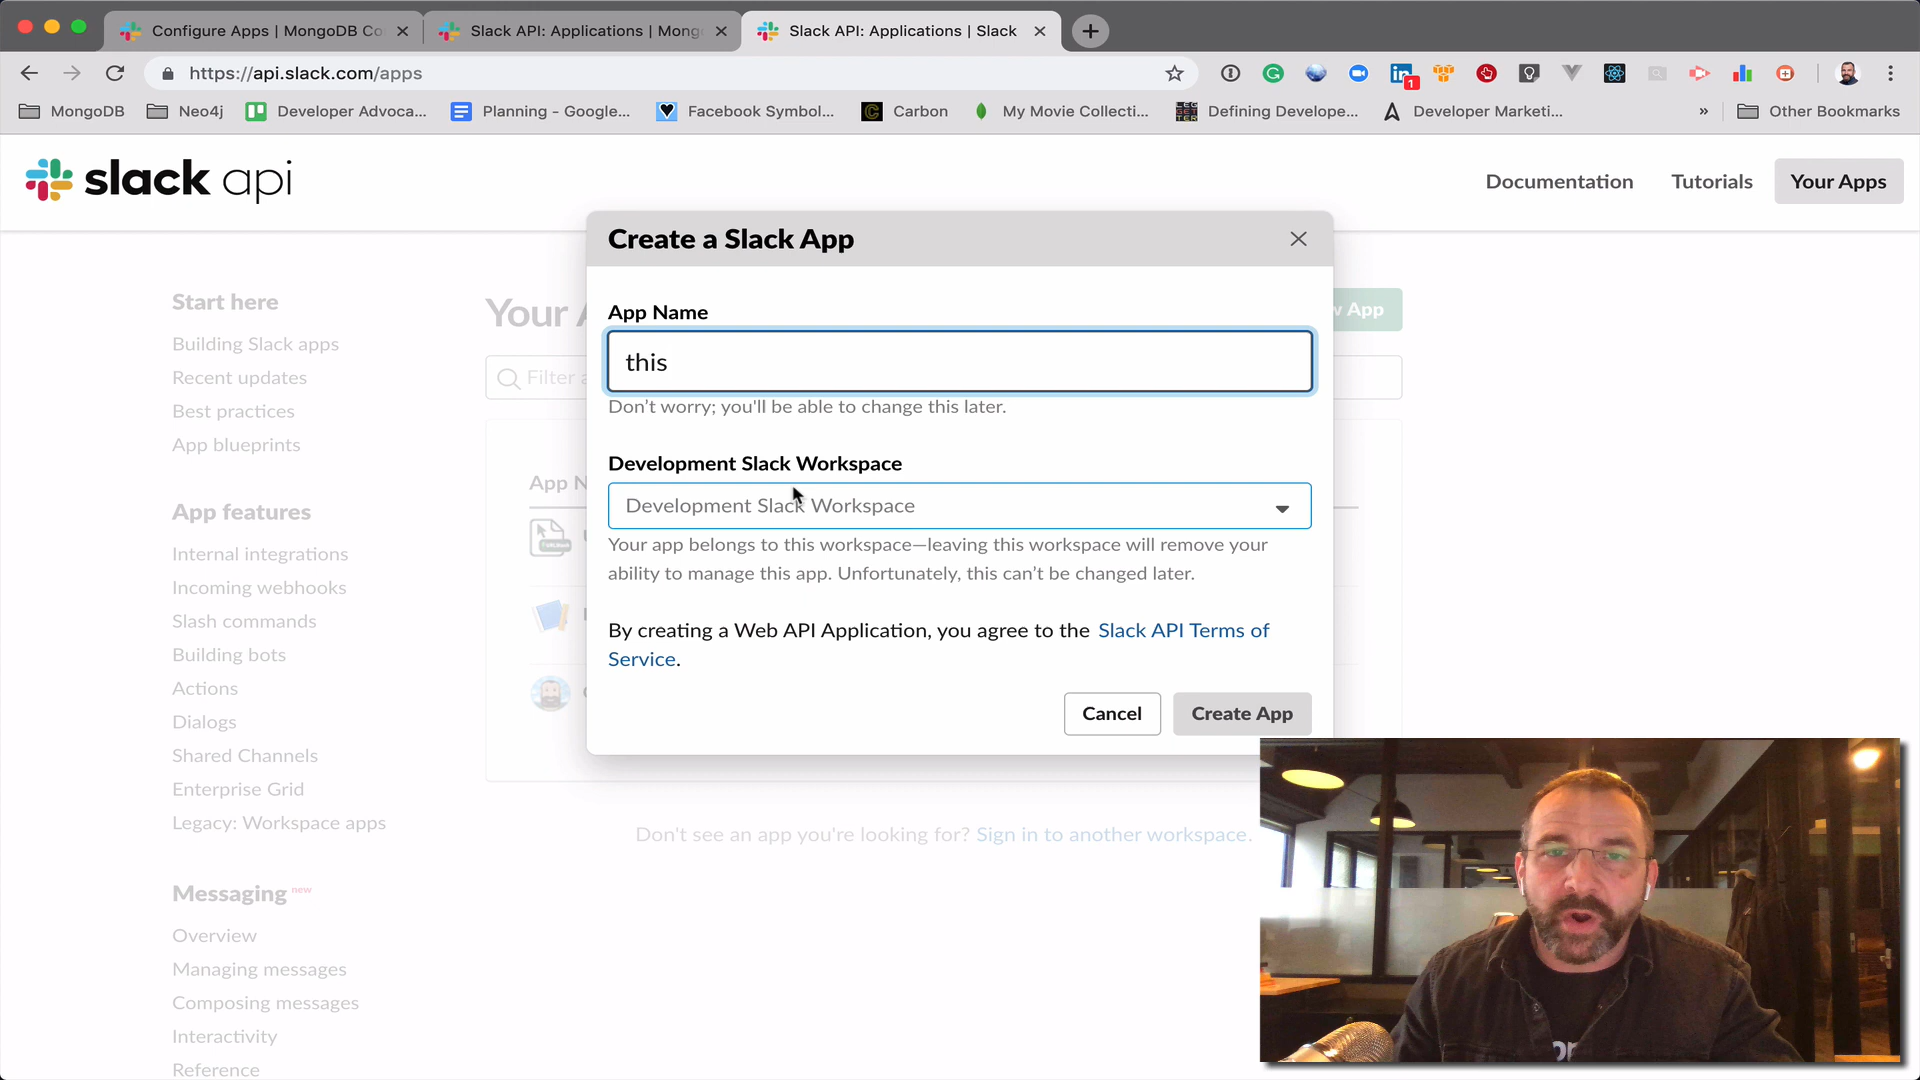 Configure Apps | MongoDB Co
Slack API: Applications | Mong
Slack API: Applications | Slack
https://api.slack.com/apps
1
MongoDB
Neo4j
Developer Advoca...
Planning - Google...
Facebook Symbol...
Carbon
My Movie Collecti...
Defining Develope...
Developer Marketi...
»
Other Bookmarks
slack api
Documentation
Tutorials
Your Apps
Create a Slack App
App Name
this
Don't worry; you'll be able to change this later.
Development Slack Workspace
Development Slack Workspace
Your app belongs to this workspace—leaving this workspace will remove your
ability to manage this app. Unfortunately, this can't be changed later.
By creating a Web API Application, you agree to the Slack API Terms of
Service.
Cancel
Create App
Start here
Building Slack apps
Recent updates
Best practices
App blueprints
App features
Internal integrations
Incoming webhooks
Slash commands
Building bots
Actions
Dialogs
Shared Channels
Enterprise Grid
Legacy: Workspace apps
Messaging new
Overview
Managing messages
Composing messages
Interactivity
Reference
Your A
w App
Filter a
App N
Don't see an app you're looking for? Sign in to another workspace.